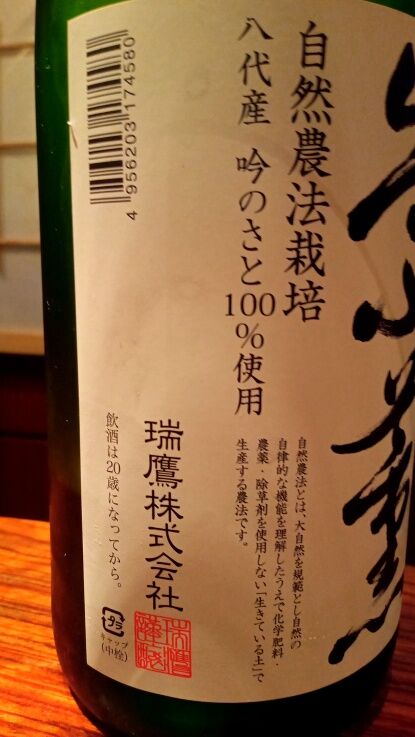 自然農法栽培
八代産 吟のさと100%使用
自然農法とは、大自然を規範とし自然の
自律的な機能を理解したうえで化学肥料・
農薬・除草剤を使用しない「生きている土」で
生産する農法です。
瑞鷹株式会社
飲酒は20歳になってから。
4 956203 174580
キャップ
(中栓)